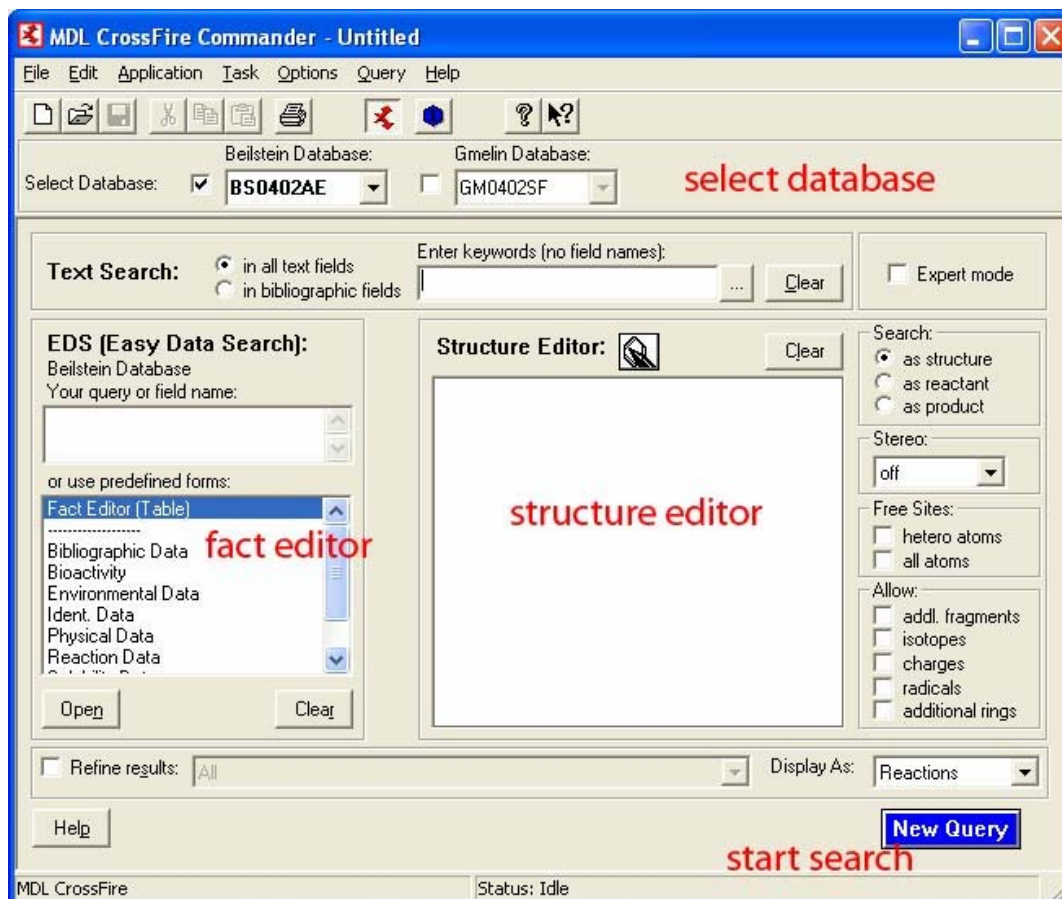 MDL CrossFire Commander - Untitled
File Edit Application Task Options Query Help
Beilstein Database: Gmelin Database:
Select Database: BS0402AE GM0402SF select database
Enter keywords (no field names):
Text Search: in all text fields
in bibliographic fields
... Clear
Expert mode
EDS (Easy Data Search):
Beilstein Database
Your query or field name:
or use predefined forms:
Fact Editor (Table)
--------------------
Bibliographic Data
fact editor
Bioactivity
Environmental Data
Ident. Data
Physical Data
Reaction Data
Open Clear
Structure Editor: Clear
structure editor
Search:
as structure
as reactant
as product
Stereo:
off
Free Sites:
hetero atoms
all atoms
Allow:
addl. fragments
isotopes
charges
radicals
additional rings
Refine results: All Display As: Reactions
Help New Query
start search
MDL CrossFire Status: Idle